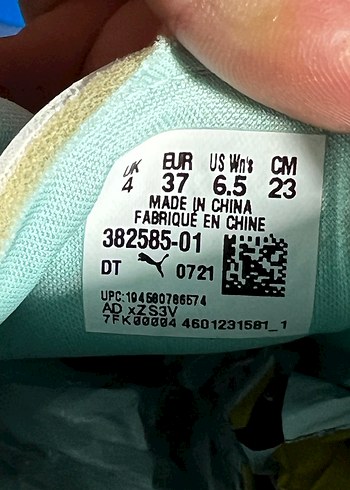 UK EUR US Wn's CM
4 37 6.5 23
MADE IN CHINA
FABRIQUÉ EN CHINE
382585-01
DT 0721
UPC:194680786574
AD xZS3V
7FK00004 4601231581_1